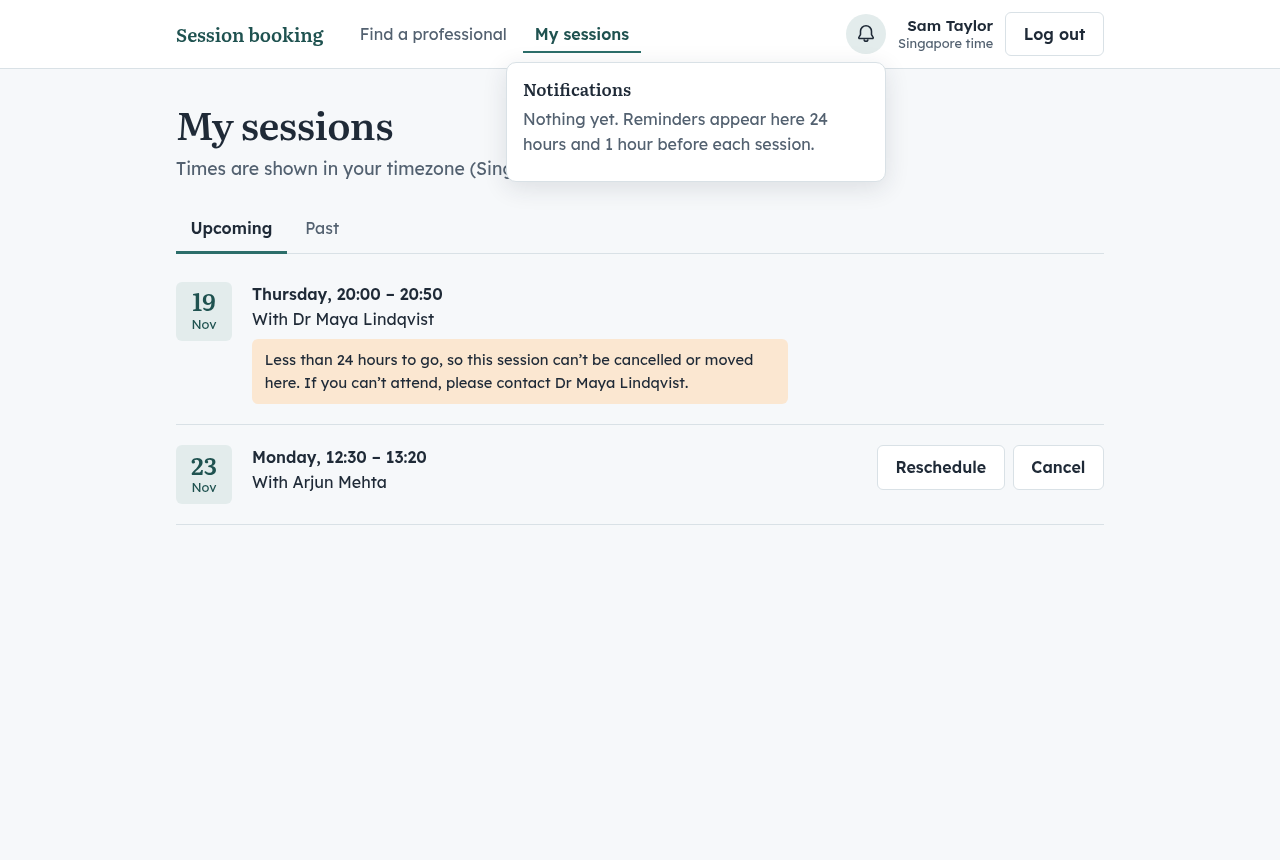 Session booking
Find a professional
My sessions
Sam Taylor
Singapore time
Log out
Notifications
Nothing yet. Reminders appear here 24
hours and 1 hour before each session.
My sessions
Times are shown in your timezone
Upcoming
Past
19
Nov
Thursday, 20:00 – 20:50
With Dr Maya Lindqvist
Less than 24 hours to go, so this session can’t be cancelled or moved
here. If you can’t attend, please contact Dr Maya Lindqvist.
23
Nov
Monday, 12:30 – 13:20
With Arjun Mehta
Reschedule
Cancel